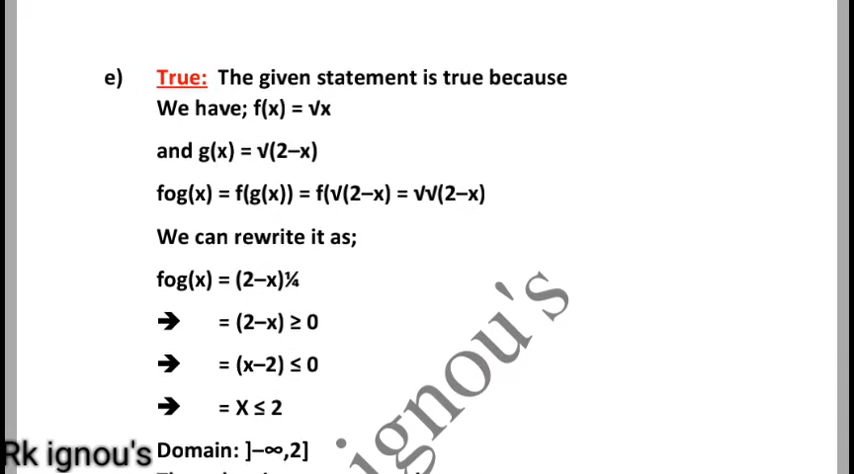 e) True: The given statement is true because
We have; f(x) = √x
and g(x) = √(2–x)
fog(x) = f(g(x)) = f(√(2–x) = √√(2–x)
We can rewrite it as;
fog(x) = (2–x)¼
➔ = (2–x) ≥ 0
➔ = (x–2) ≤ 0
➔ = X ≤ 2
Domain: ]–∞,2]
Rk ignou's
ignou's